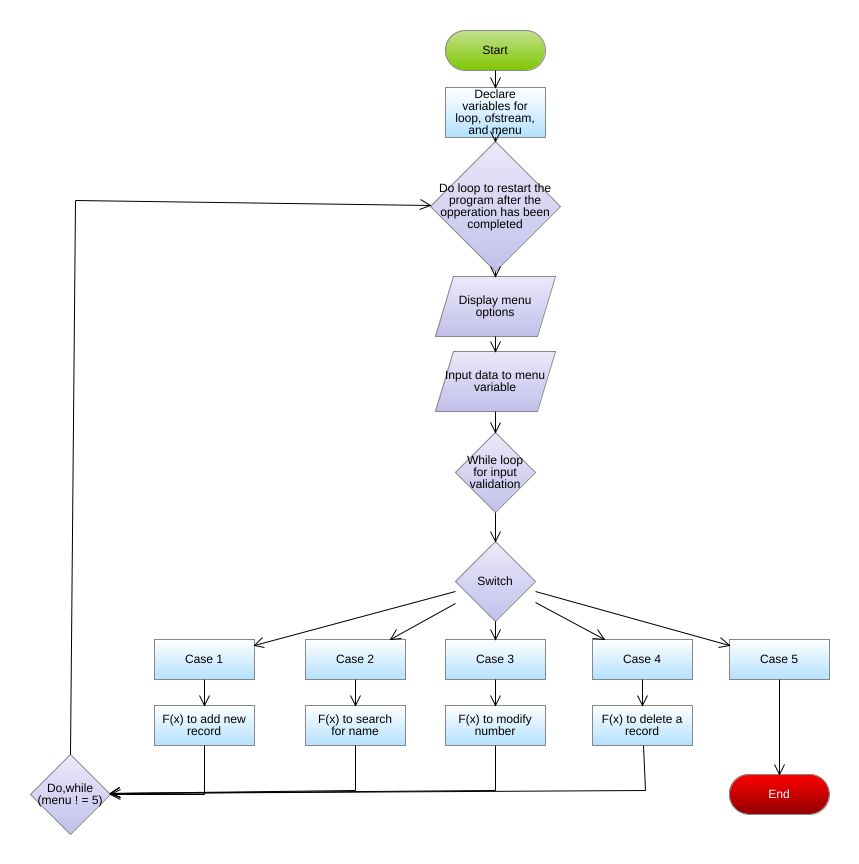 Start
Declare
variables for
loop, ofstream,
and menu
Do loop to restart the
program after the
opperation has been
completed
Display menu
options
Input data to menu
variable
While loop
for input
validation
Switch
Case 1
Case 2
Case 3
Case 4
Case 5
F(x) to add new
record
F(x) to search
for name
F(x) to modify
number
F(x) to delete a
record
Do,while
(menu ! = 5)
End